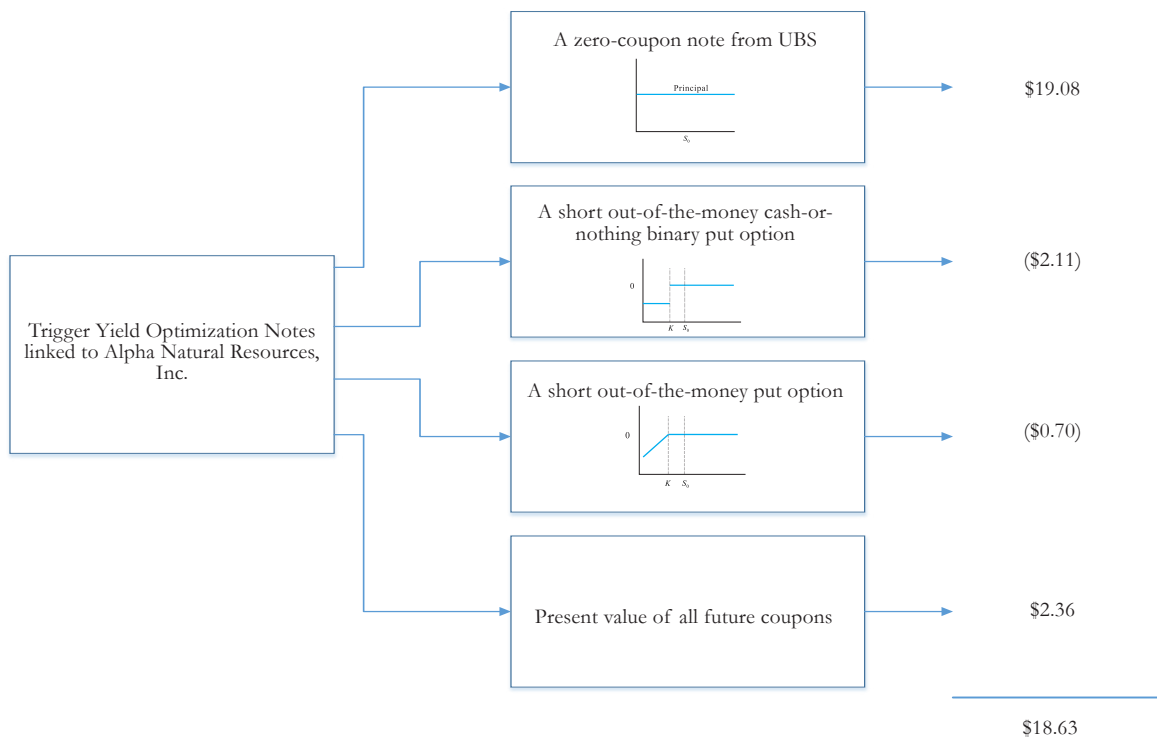 A zero-coupon note from UBS
Principal
S₀
$19.08
A short out-of-the-money cash-or-
nothing binary put option
0
K
S₀
($2.11)
Trigger Yield Optimization Notes
linked to Alpha Natural Resources,
Inc.
A short out-of-the-money put option
0
K
S₀
($0.70)
Present value of all future coupons
$2.36
$18.63